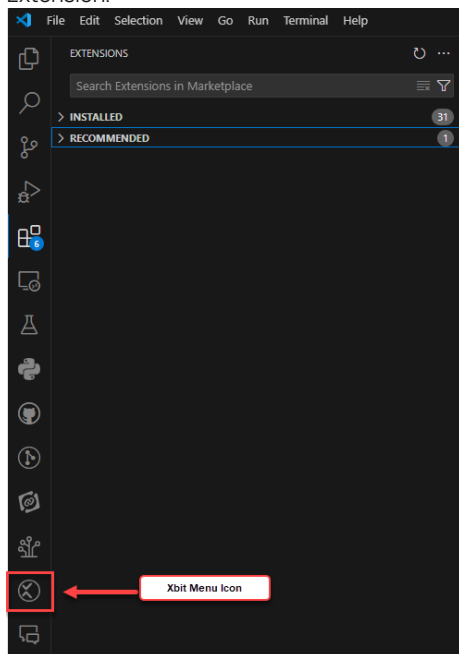 Extension.
File Edit Selection View Go Run Terminal Help
EXTENSIONS
Search Extensions in Marketplace
INSTALLED 31
RECOMMENDED 1
6
Xbit Menu Icon